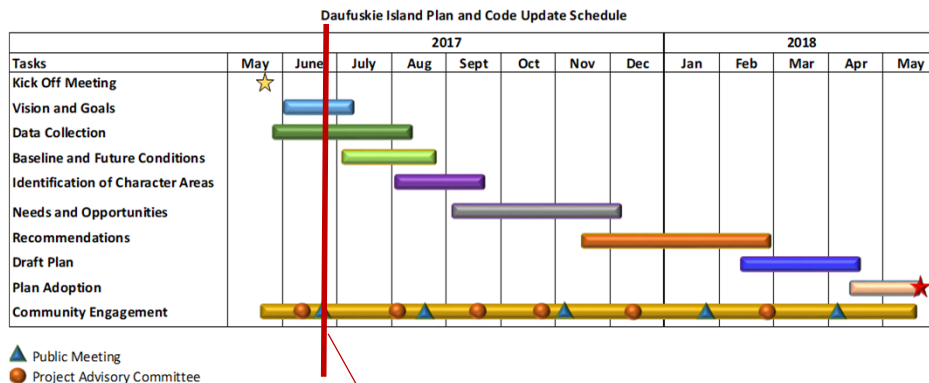 Daufuskie Island Plan and Code Update Schedule
2017 2018
Tasks May June July Aug Sept Oct Nov Dec Jan Feb Mar Apr May
Kick Off Meeting
Vision and Goals
Data Collection
Baseline and Future Conditions
Identification of Character Areas
Needs and Opportunities
Recommendations
Draft Plan
Plan Adoption
Community Engagement
Public Meeting
Project Advisory Committee